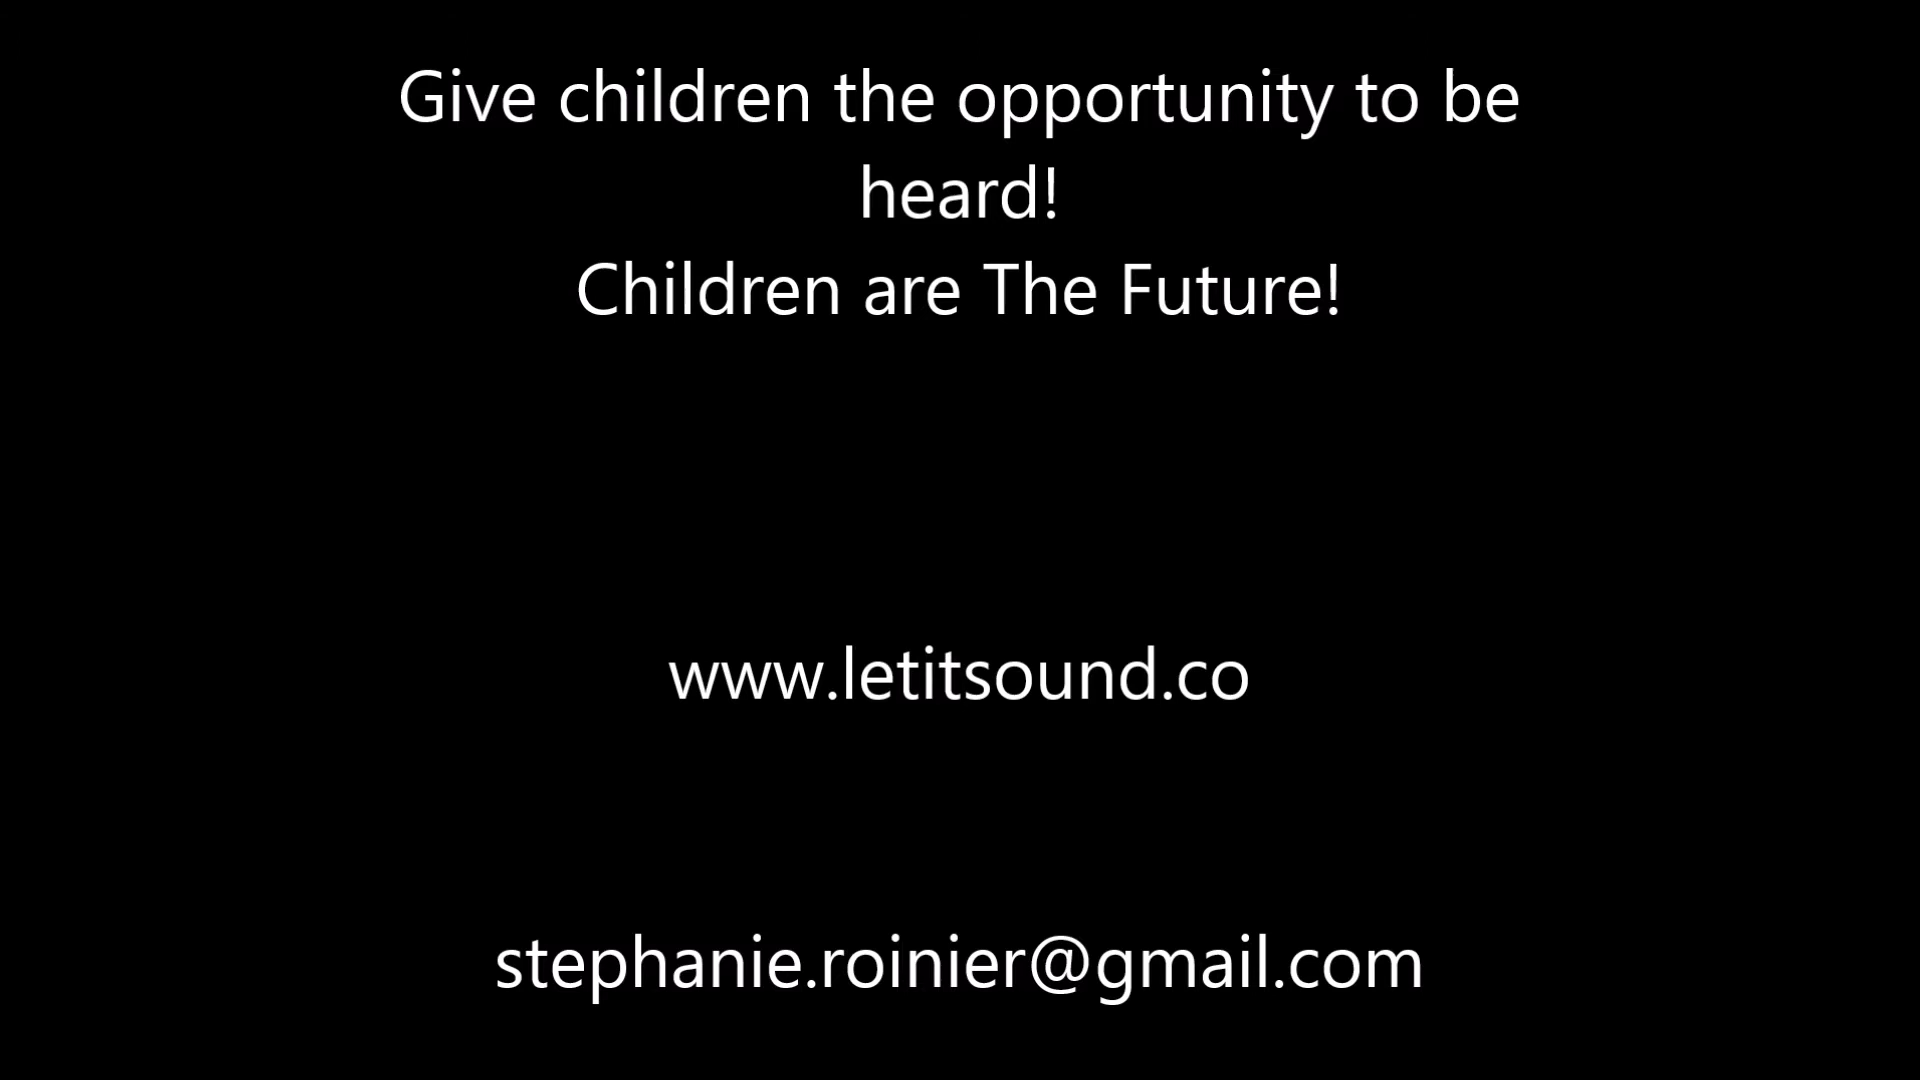 Give children the opportunity to be
heard!
Children are The Future!
www.letitsound.co
stephanie.roinier@gmail.com